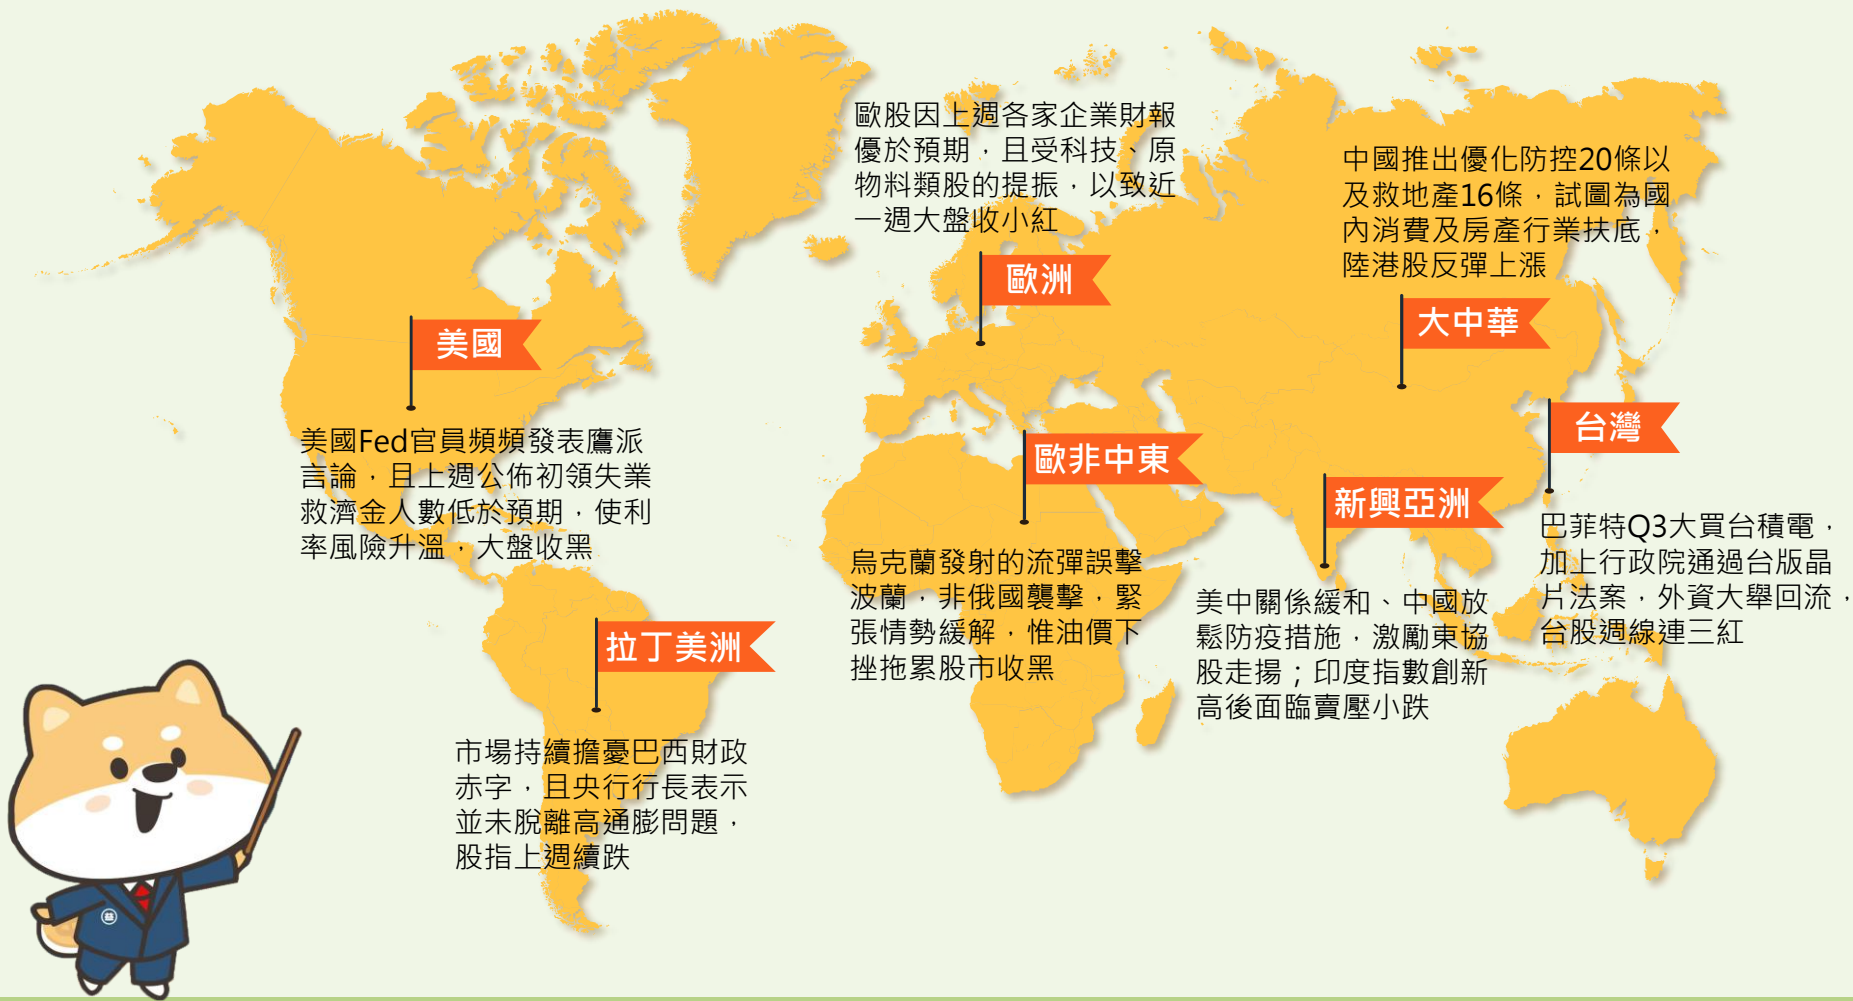 歐股因上週各家企業財報
優於預期，且受科技、原
物料類股的提振，以致近
一週大盤收小紅
歐洲
中國推出優化防控20條以
及救地產16條，試圖為國
內消費及房產行業扶底，
陸港股反彈上漲
大中華
美國
美國Fed官員頻頻發表鷹派
言論，且上週公佈初領失業
救濟金人數低於預期，使利
率風險升溫，大盤收黑
歐非中東
烏克蘭發射的流彈誤擊
波蘭，非俄國襲擊，緊
張情勢緩解，惟油價下
挫拖累股市收黑
新興亞洲
美中關係緩和、中國放
鬆防疫措施，激勵東協
股走揚；印度指數創新
高後面臨賣壓小跌
台灣
巴菲特Q3大買台積電，
加上行政院通過台版晶
片法案，外資大舉回流，
台股週線連三紅
拉丁美洲
市場持續擔憂巴西財政
赤字，且央行行長表示
並未脫離高通膨問題，
股指上週續跌